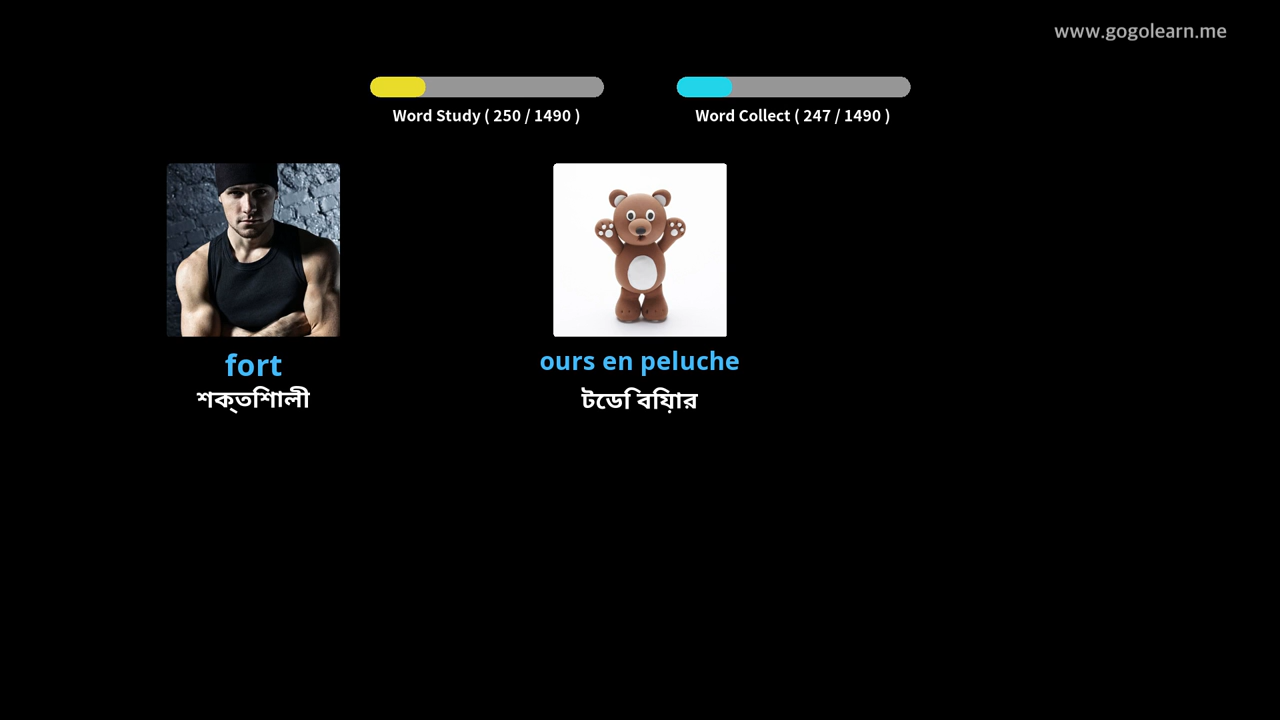 www.gogolearn.me
Word Study ( 250 / 1490 )
Word Collect ( 247 / 1490 )
fort
শক্তিশালী
ours en peluche
টেডি বিয়ার